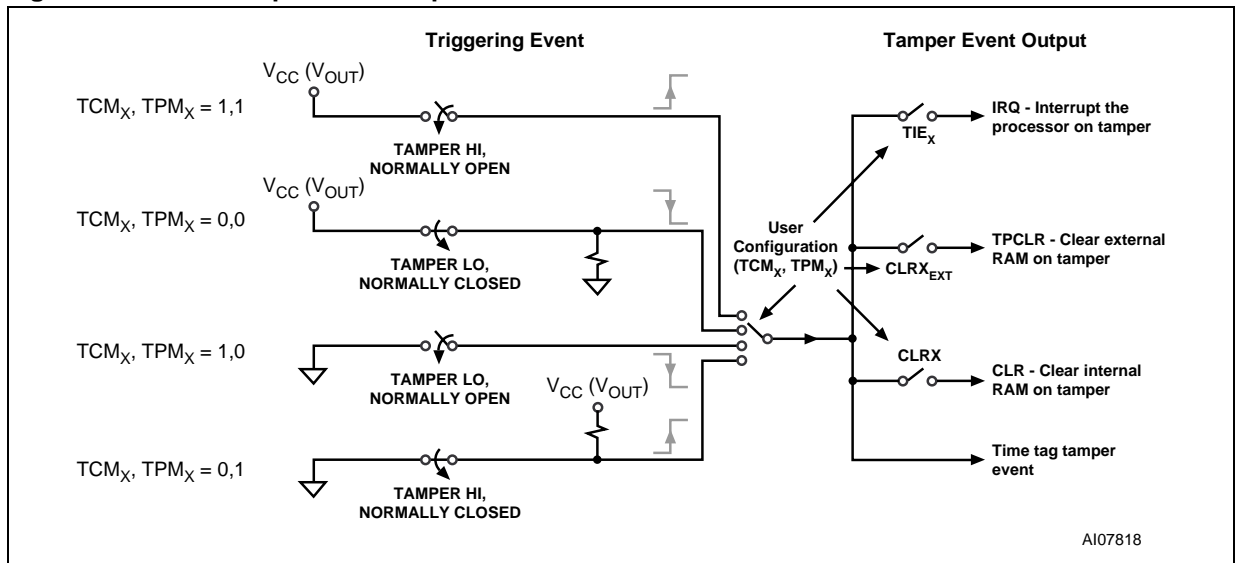 Triggering Event
Tamper Event Output
VCC (VOUT)
TCMX, TPMX = 1,1
TAMPER HI,
NORMALLY OPEN
IRQ - Interrupt the
processor on tamper
TIEX
VCC (VOUT)
TCMX, TPMX = 0,0
TAMPER LO,
NORMALLY CLOSED
User
Configuration
(TCMX, TPMX)
TPCLR - Clear external
RAM on tamper
CLRXEXT
TCMX, TPMX = 1,0
TAMPER LO,
NORMALLY OPEN
CLRX
CLR - Clear internal
RAM on tamper
VCC (VOUT)
TCMX, TPMX = 0,1
TAMPER HI,
NORMALLY CLOSED
Time tag tamper
event
AI07818